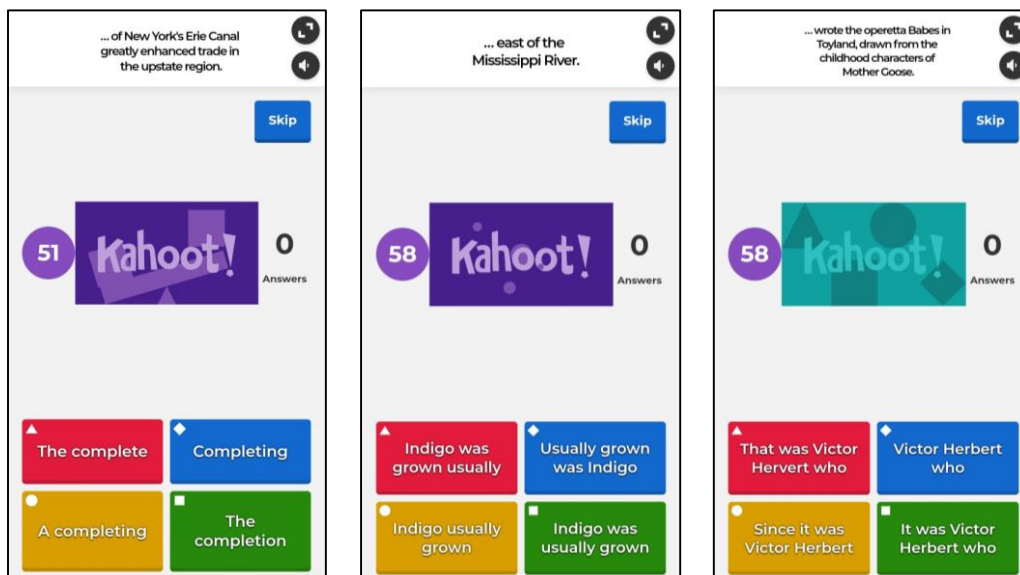 ... of New York's Erie Canal
greatly enhanced trade in
the upstate region.
Skip
51
Kahoot!
0
Answers
The complete
Completing
A completing
The
completion
... east of the
Mississippi River.
Skip
58
Kahoot!
0
Answers
Indigo was
grown usually
Usually grown
was Indigo
Indigo usually
grown
Indigo was
usually grown
... wrote the operetta Babes in
Toyland, drawn from the
childhood characters of
Mother Goose.
Skip
58
Kahoot!
0
Answers
That was Victor
Hervert who
Victor Herbert
who
Since it was
Victor Herbert
It was Victor
Herbert who